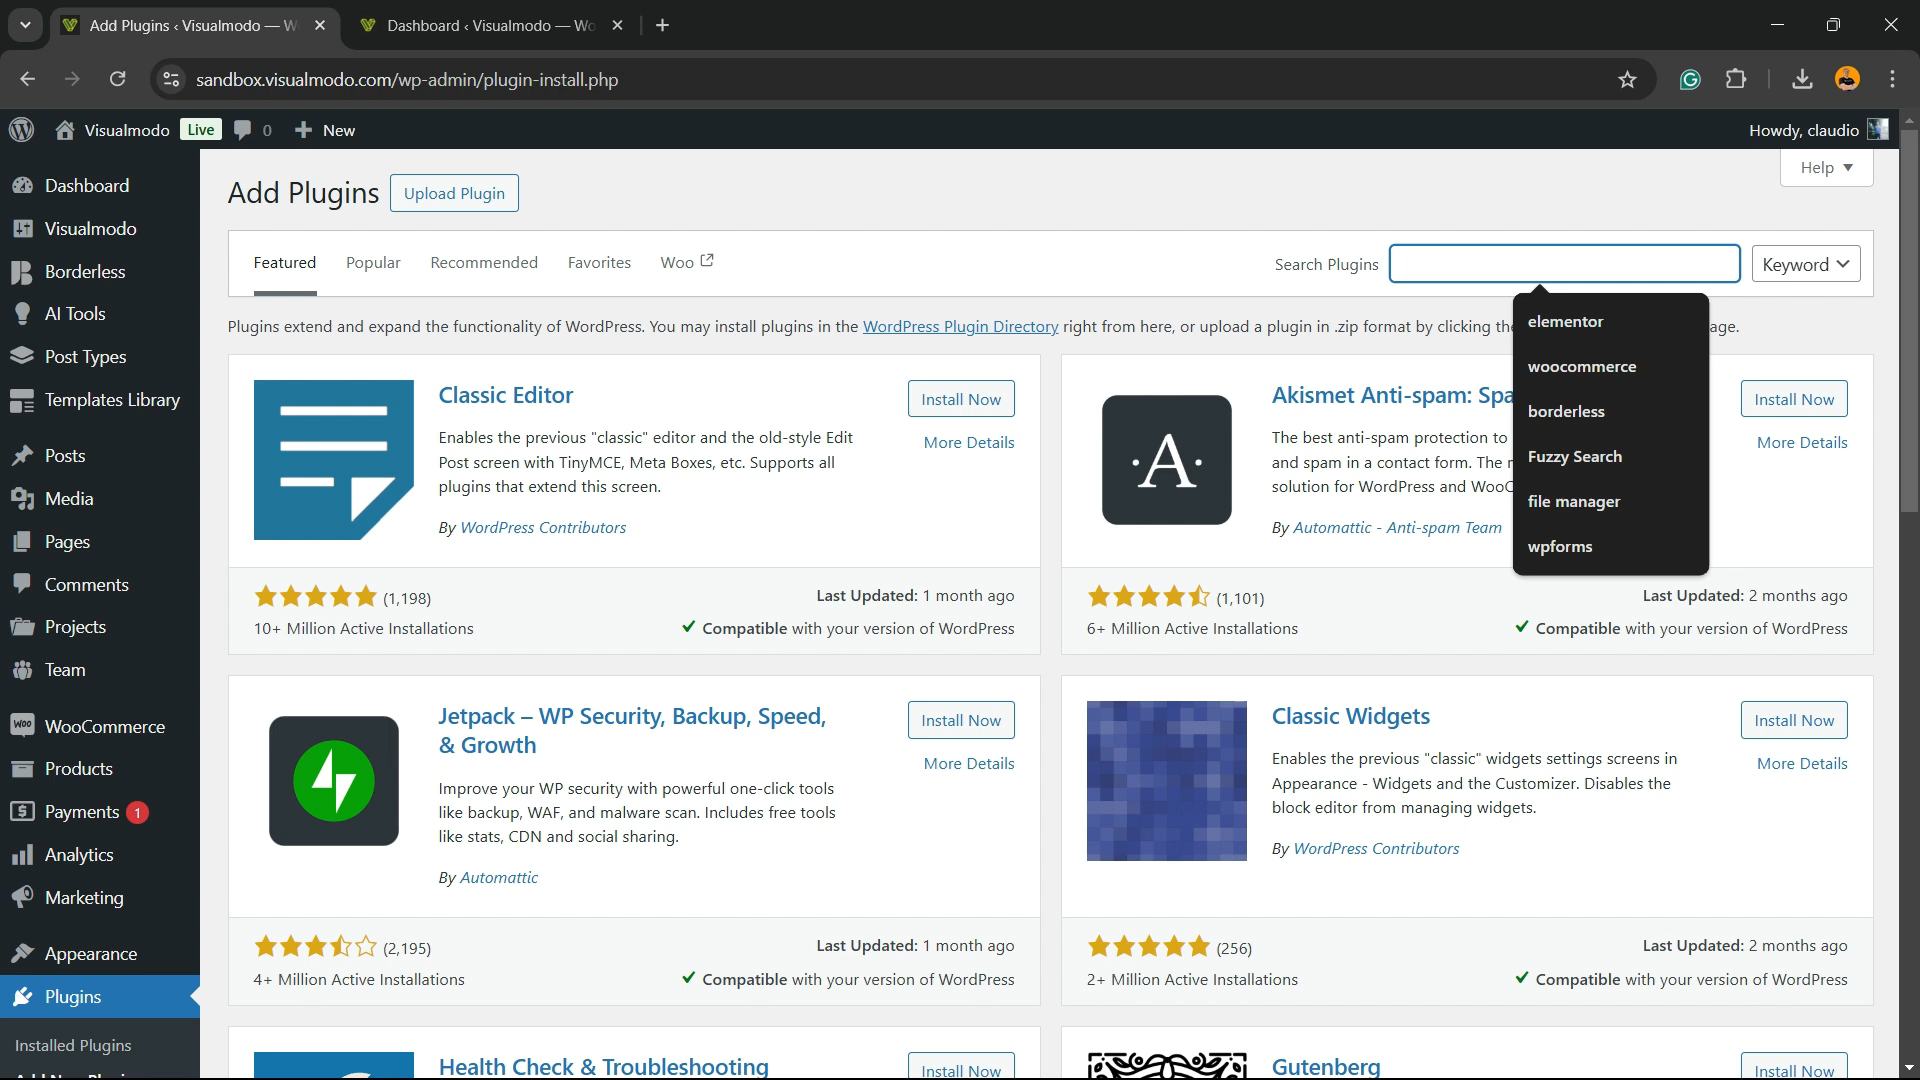 Add Plugins ‹ Visualmodo — W
Dashboard ‹ Visualmodo — Wo
sandbox.visualmodo.com/wp-admin/plugin-install.php
Visualmodo Live 0 New
Howdy, claudio
Dashboard
Visualmodo
Borderless
AI Tools
Post Types
Templates Library
Posts
Media
Pages
Comments
Projects
Team
WooCommerce
Products
Payments 1
Analytics
Marketing
Appearance
Plugins
Installed Plugins
Help
Add Plugins
Upload Plugin
Featured Popular Recommended Favorites Woo
Search Plugins
Keyword
elementor
woocommerce
borderless
Fuzzy Search
file manager
wpforms
Plugins extend and expand the functionality of WordPress. You may install plugins in the WordPress Plugin Directory right from here, or upload a plugin in .zip format by clicking the age.
Classic Editor
Install Now
More Details
Enables the previous "classic" editor and the old-style Edit
Post screen with TinyMCE, Meta Boxes, etc. Supports all
plugins that extend this screen.
By WordPress Contributors
(1,198)
10+ Million Active Installations
Last Updated: 1 month ago
Compatible with your version of WordPress
A
Akismet Anti-spam: Spa
Install Now
More Details
The best anti-spam protection to
and spam in a contact form. The
solution for WordPress and WooC
By Automattic - Anti-spam Team
(1,101)
6+ Million Active Installations
Last Updated: 2 months ago
Compatible with your version of WordPress
Jetpack – WP Security, Backup, Speed,
& Growth
Install Now
More Details
Improve your WP security with powerful one-click tools
like backup, WAF, and malware scan. Includes free tools
like stats, CDN and social sharing.
By Automattic
(2,195)
4+ Million Active Installations
Last Updated: 1 month ago
Compatible with your version of WordPress
Classic Widgets
Install Now
More Details
Enables the previous "classic" widgets settings screens in
Appearance - Widgets and the Customizer. Disables the
block editor from managing widgets.
By WordPress Contributors
(256)
2+ Million Active Installations
Last Updated: 2 months ago
Compatible with your version of WordPress
Health Check & Troubleshooting
Install Now
Gutenberg
Install Now